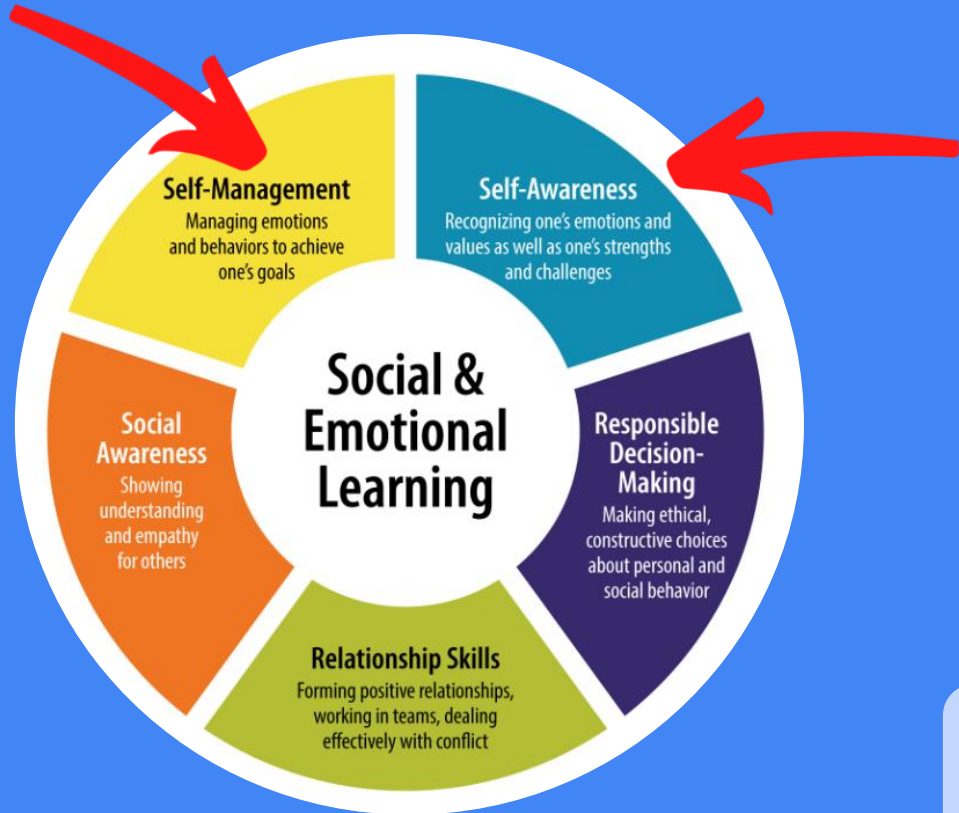 Self-Management
Managing emotions
and behaviors to achieve
one's goals
Self-Awareness
Recognizing one's emotions and
values as well as one's strengths
and challenges
Social &
Emotional
Learning
Social
Awareness
Showing
understanding
and empathy
for others
Responsible
Decision-
Making
Making ethical,
constructive choices
about personal and
social behavior
Relationship Skills
Forming positive relationships,
working in teams, dealing
effectively with conflict